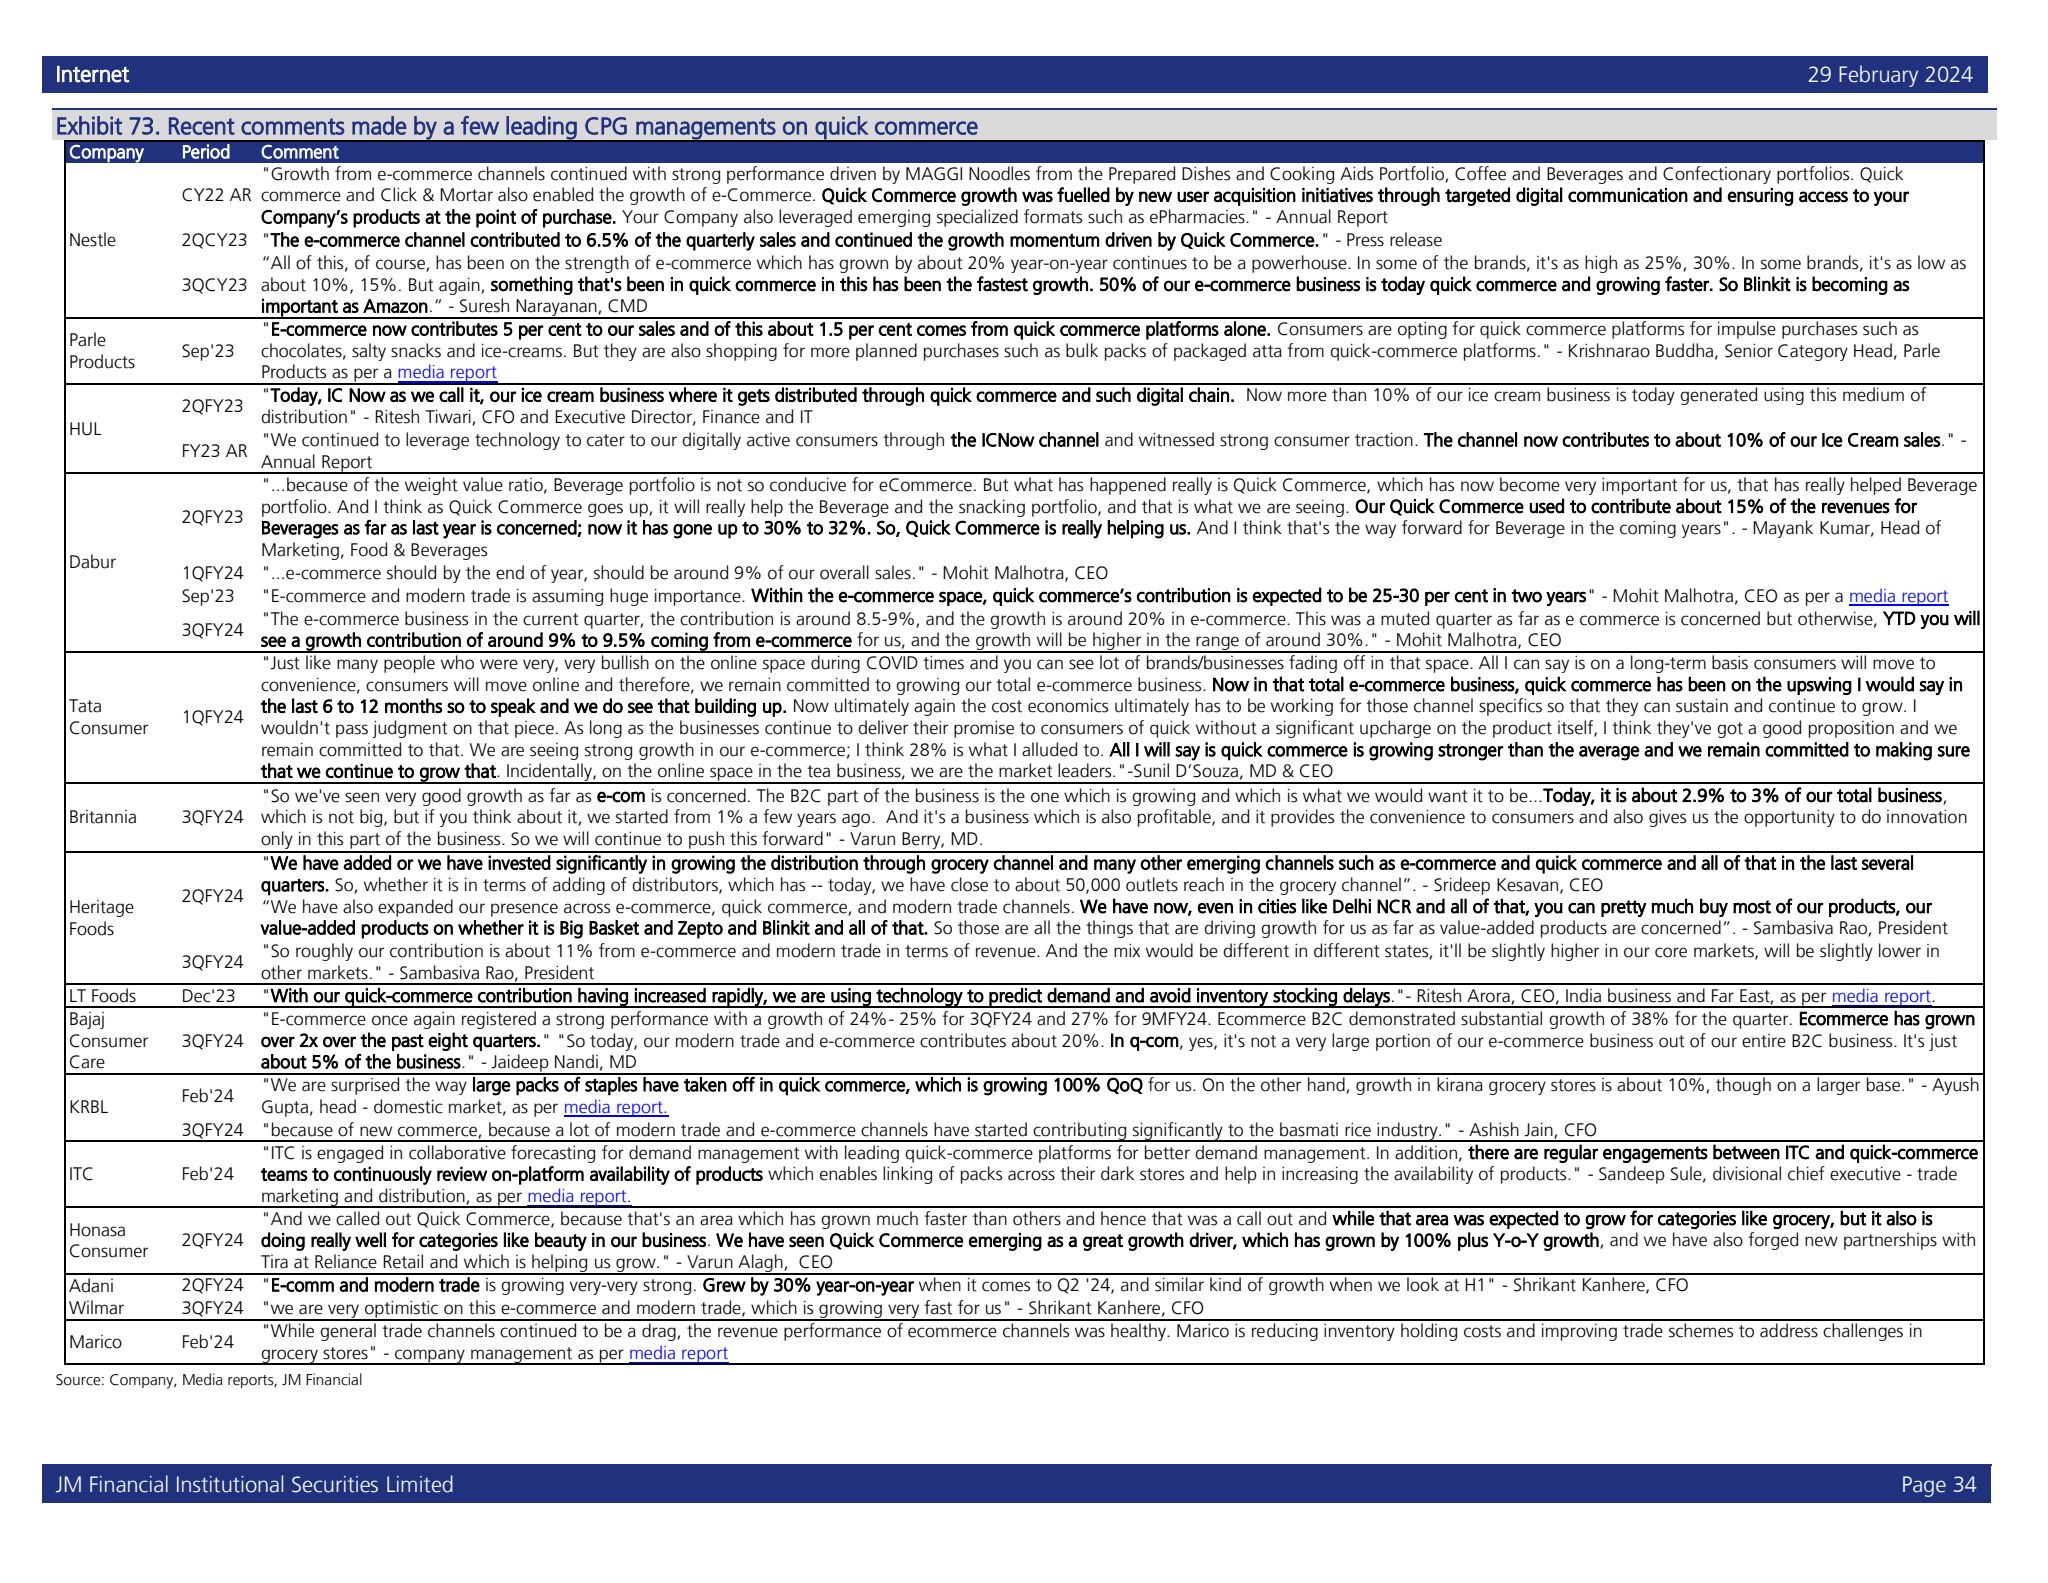 Internet 29 February 2024
Exhibit 73. Recent comments made by a few leading CPG managements on quick commerce
Company Period Comment
Nestle
CY22 AR
"Growth from e-commerce channels continued with strong performance driven by MAGGI Noodles from the Prepared Dishes and Cooking Aids Portfolio, Coffee and Beverages and Confectionary portfolios. Quick
commerce and Click & Mortar also enabled the growth of e-Commerce. Quick Commerce growth was fuelled by new user acquisition initiatives through targeted digital communication and ensuring access to your
Company's products at the point of purchase. Your Company also leveraged emerging specialized formats such as ePharmacies." - Annual Report
2QCY23 "The e-commerce channel contributed to 6.5% of the quarterly sales and continued the growth momentum driven by Quick Commerce." - Press release
3QCY23
“All of this, of course, has been on the strength of e-commerce which has grown by about 20% year-on-year continues to be a powerhouse. In some of the brands, it's as high as 25%, 30%. In some brands, it's as low as
about 10%, 15%. But again, something that's been in quick commerce in this has been the fastest growth. 50% of our e-commerce business is today quick commerce and growing faster. So Blinkit is becoming as
important as Amazon.” - Suresh Narayanan, CMD
Parle
Products
Sep'23
"E-commerce now contributes 5 per cent to our sales and of this about 1.5 per cent comes from quick commerce platforms alone. Consumers are opting for quick commerce platforms for impulse purchases such as
chocolates, salty snacks and ice-creams. But they are also shopping for more planned purchases such as bulk packs of packaged atta from quick-commerce platforms." - Krishnarao Buddha, Senior Category Head, Parle
Products as per a media report
HUL
2QFY23
"Today, IC Now as we call it, our ice cream business where it gets distributed through quick commerce and such digital chain. Now more than 10% of our ice cream business is today generated using this medium of
distribution" - Ritesh Tiwari, CFO and Executive Director, Finance and IT
FY23 AR
"We continued to leverage technology to cater to our digitally active consumers through the ICNow channel and witnessed strong consumer traction. The channel now contributes to about 10% of our Ice Cream sales." -
Annual Report
Dabur
2QFY23
"...because of the weight value ratio, Beverage portfolio is not so conducive for eCommerce. But what has happened really is Quick Commerce, which has now become very important for us, that has really helped Beverage
portfolio. And I think as Quick Commerce goes up, it will really help the Beverage and the snacking portfolio, and that is what we are seeing. Our Quick Commerce used to contribute about 15% of the revenues for
Beverages as far as last year is concerned; now it has gone up to 30% to 32%. So, Quick Commerce is really helping us. And I think that's the way forward for Beverage in the coming years". - Mayank Kumar, Head of
Marketing, Food & Beverages
1QFY24 "...e-commerce should by the end of year, should be around 9% of our overall sales." - Mohit Malhotra, CEO
Sep'23 "E-commerce and modern trade is assuming huge importance. Within the e-commerce space, quick commerce’s contribution is expected to be 25-30 per cent in two years" - Mohit Malhotra, CEO as per a media report
3QFY24
"The e-commerce business in the current quarter, the contribution is around 8.5-9%, and the growth is around 20% in e-commerce. This was a muted quarter as far as e commerce is concerned but otherwise, YTD you will
see a growth contribution of around 9% to 9.5% coming from e-commerce for us, and the growth will be higher in the range of around 30%." - Mohit Malhotra, CEO
Tata
Consumer
1QFY24
"Just like many people who were very, very bullish on the online space during COVID times and you can see lot of brands/businesses fading off in that space. All I can say is on a long-term basis consumers will move to
convenience, consumers will move online and therefore, we remain committed to growing our total e-commerce business. Now in that total e-commerce business, quick commerce has been on the upswing I would say in
the last 6 to 12 months so to speak and we do see that building up. Now ultimately again the cost economics ultimately has to be working for those channel specifics so that they can sustain and continue to grow. I
wouldn't pass judgment on that piece. As long as the businesses continue to deliver their promise to consumers of quick without a significant upcharge on the product itself, I think they've got a good proposition and we
remain committed to that. We are seeing strong growth in our e-commerce; I think 28% is what I alluded to. All I will say is quick commerce is growing stronger than the average and we remain committed to making sure
that we continue to grow that. Incidentally, on the online space in the tea business, we are the market leaders."-Sunil D’Souza, MD & CEO
Britannia
3QFY24
"So we've seen very good growth as far as e-com is concerned. The B2C part of the business is the one which is growing and which is what we would want it to be...Today, it is about 2.9% to 3% of our total business,
which is not big, but if you think about it, we started from 1% a few years ago. And it's a business which is also profitable, and it provides the convenience to consumers and also gives us the opportunity to do innovation
only in this part of the business. So we will continue to push this forward" - Varun Berry, MD.
Heritage
Foods
2QFY24
"We have added or we have invested significantly in growing the distribution through grocery channel and many other emerging channels such as e-commerce and quick commerce and all of that in the last several
quarters. So, whether it is in terms of adding of distributors, which has -- today, we have close to about 50,000 outlets reach in the grocery channel”. - Srideep Kesavan, CEO
“We have also expanded our presence across e-commerce, quick commerce, and modern trade channels. We have now, even in cities like Delhi NCR and all of that, you can pretty much buy most of our products, our
value-added products on whether it is Big Basket and Zepto and Blinkit and all of that. So those are all the things that are driving growth for us as far as value-added products are concerned”. - Sambasiva Rao, President
3QFY24
"So roughly our contribution is about 11% from e-commerce and modern trade in terms of revenue. And the mix would be different in different states, it'll be slightly higher in our core markets, will be slightly lower in
other markets." - Sambasiva Rao, President
LT Foods Dec'23 "With our quick-commerce contribution having increased rapidly, we are using technology to predict demand and avoid inventory stocking delays."- Ritesh Arora, CEO, India business and Far East, as per media report.
Bajaj
Consumer
Care
3QFY24
"E-commerce once again registered a strong performance with a growth of 24%- 25% for 3QFY24 and 27% for 9MFY24. Ecommerce B2C demonstrated substantial growth of 38% for the quarter. Ecommerce has grown
over 2x over the past eight quarters." "So today, our modern trade and e-commerce contributes about 20%. In q-com, yes, it's not a very large portion of our e-commerce business out of our entire B2C business. It's just
about 5% of the business." - Jaideep Nandi, MD
KRBL
Feb'24
"We are surprised the way large packs of staples have taken off in quick commerce, which is growing 100% QoQ for us. On the other hand, growth in kirana grocery stores is about 10%, though on a larger base." - Ayush
Gupta, head - domestic market, as per media report.
3QFY24 "because of new commerce, because a lot of modern trade and e-commerce channels have started contributing significantly to the basmati rice industry." - Ashish Jain, CFO
ITC
Feb'24
"ITC is engaged in collaborative forecasting for demand management with leading quick-commerce platforms for better demand management. In addition, there are regular engagements between ITC and quick-commerce
teams to continuously review on-platform availability of products which enables linking of packs across their dark stores and help in increasing the availability of products." - Sandeep Sule, divisional chief executive - trade
marketing and distribution, as per media report.
Honasa
Consumer
2QFY24
"And we called out Quick Commerce, because that's an area which has grown much faster than others and hence that was a call out and while that area was expected to grow for categories like grocery, but it also is
doing really well for categories like beauty in our business. We have seen Quick Commerce emerging as a great growth driver, which has grown by 100% plus Y-o-Y growth, and we have also forged new partnerships with
Tira at Reliance Retail and which is helping us grow." - Varun Alagh, CEO
Adani
Wilmar
2QFY24 "E-comm and modern trade is growing very-very strong. Grew by 30% year-on-year when it comes to Q2 '24, and similar kind of growth when we look at H1" - Shrikant Kanhere, CFO
3QFY24 "we are very optimistic on this e-commerce and modern trade, which is growing very fast for us" - Shrikant Kanhere, CFO
Marico
Feb'24
"While general trade channels continued to be a drag, the revenue performance of ecommerce channels was healthy. Marico is reducing inventory holding costs and improving trade schemes to address challenges in
grocery stores" - company management as per media report
Source: Company, Media reports, JM Financial
JM Financial Institutional Securities Limited Page 34